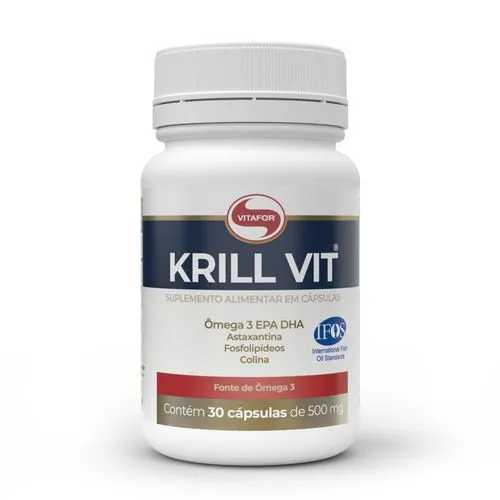 VITAFOR
KRILL VIT®
SUPLEMENTO ALIMENTAR EM CÁPSULAS
Ômega 3 EPA DHA
Astaxantina
Fosfolipídeos
Colina
IFOS
International Fish
Oil Standards
Fonte de Ômega 3
Contém 30 cápsulas de 500 mg